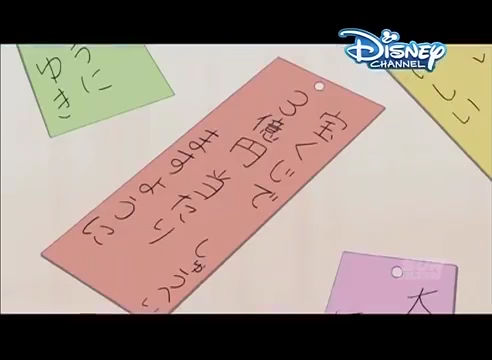 Disney
CHANNEL
宝くじで
3億円当たり
ますように
うに
ゆき
大